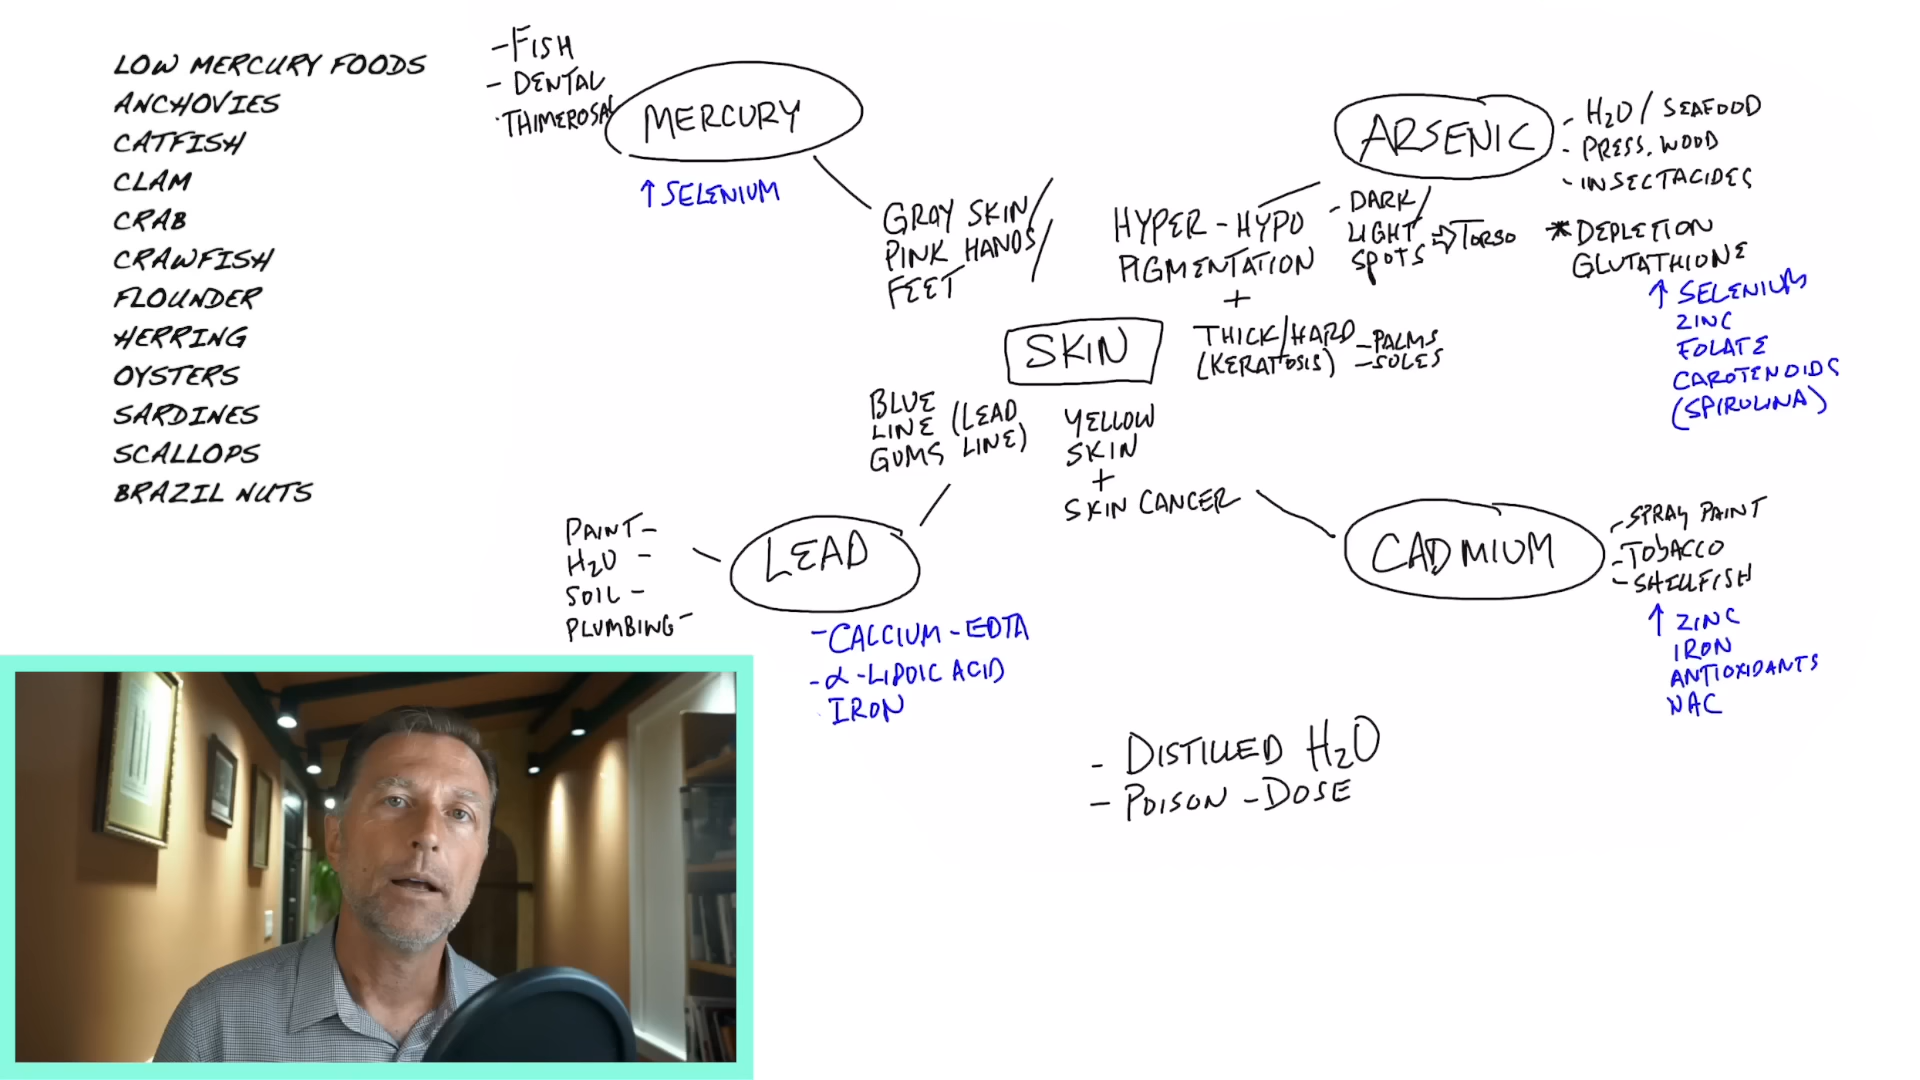 LOW MERCURY FOODS
ANCHOVIES
CATFISH
CLAM
CRAB
CRAWFISH
FLOUNDER
HERRING
OYSTERS
SARDINES
SCALLOPS
BRAZIL NUTS
- FISH
- DENTAL
· THIMEROSAL
MERCURY
↑ SELENIUM
GRAY SKIN/
PINK HANDS/
FEET
ARSENIC
- H2O / SEAFOOD
- PRESS. WOOD
- INSECTACIDES
HYPER - HYPO
PIGMENTATION
+
THICK/HARD
(KERATOSIS)
- PALMS
- SOLES
- DARK/
LIGHT
SPOTS ⇒ TORSO
* DEPLETION
GLUTATHIONE
↑ SELENIUM
ZINC
FOLATE
CAROTENOIDS
(SPIRULINA)
SKIN
BLUE
LINE
GUMS
(LEAD
LINE)
YELLOW
SKIN
+
SKIN CANCER
PAINT -
H2O -
SOIL -
PLUMBING -
LEAD
- CALCIUM - EDTA
- α - LIPOIC ACID
· IRON
CADMIUM
- SPRAY PAINT
- TOBACCO
- SHELLFISH
↑ ZINC
IRON
ANTIOXIDANTS
NAC
- DISTILLED H2O
- POISON - DOSE